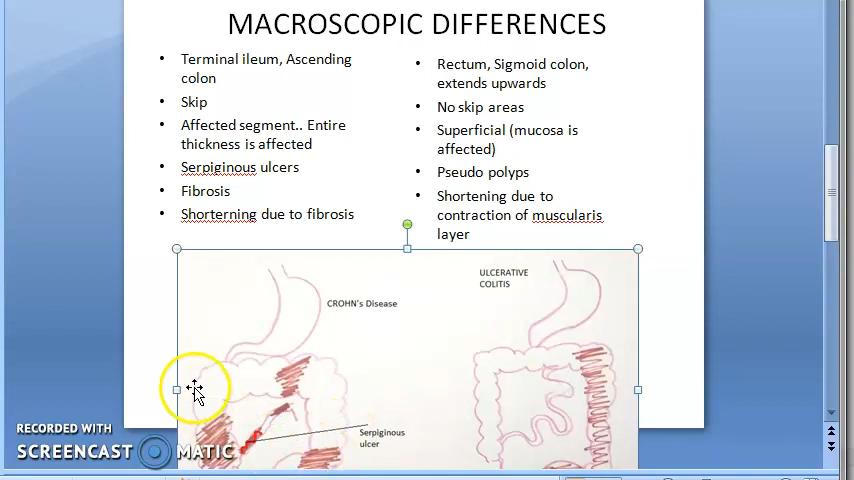 MACROSCOPIC DIFFERENCES
• Terminal ileum, Ascending
colon
• Skip
• Affected segment.. Entire
thickness is affected
• Serpiginous ulcers
• Fibrosis
• Shorterning due to fibrosis
• Rectum, Sigmoid colon,
extends upwards
• No skip areas
• Superficial (mucosa is
affected)
• Pseudo polyps
• Shortening due to
contraction of muscularis
layer
CROHN's Disease
ULCERATIVE
COLITIS
Serpiginous
ulcer
RECORDED WITH
SCREENCAST MATIC